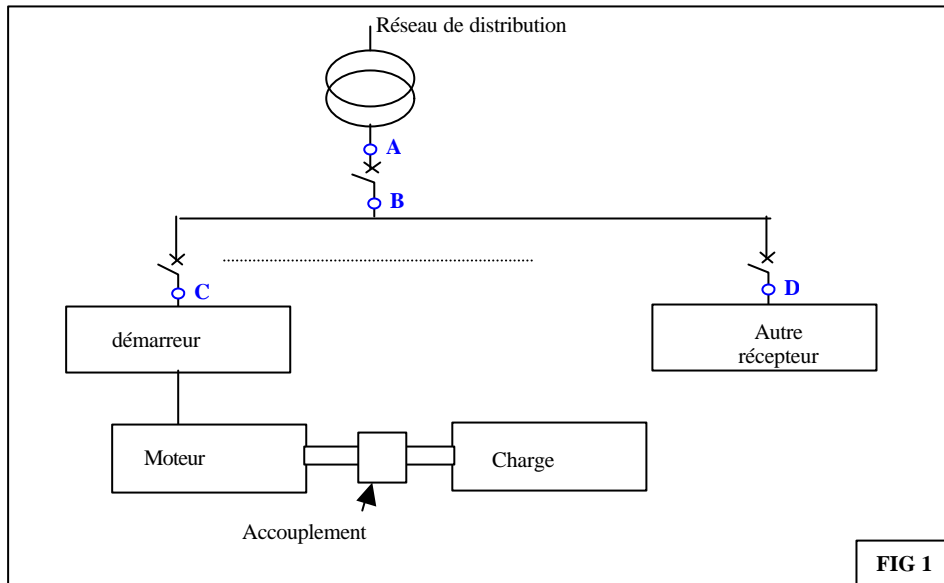 Réseau de distribution
A
B
C
D
démarreur
Autre
récepteur
Moteur
Charge
Accouplement
FIG 1